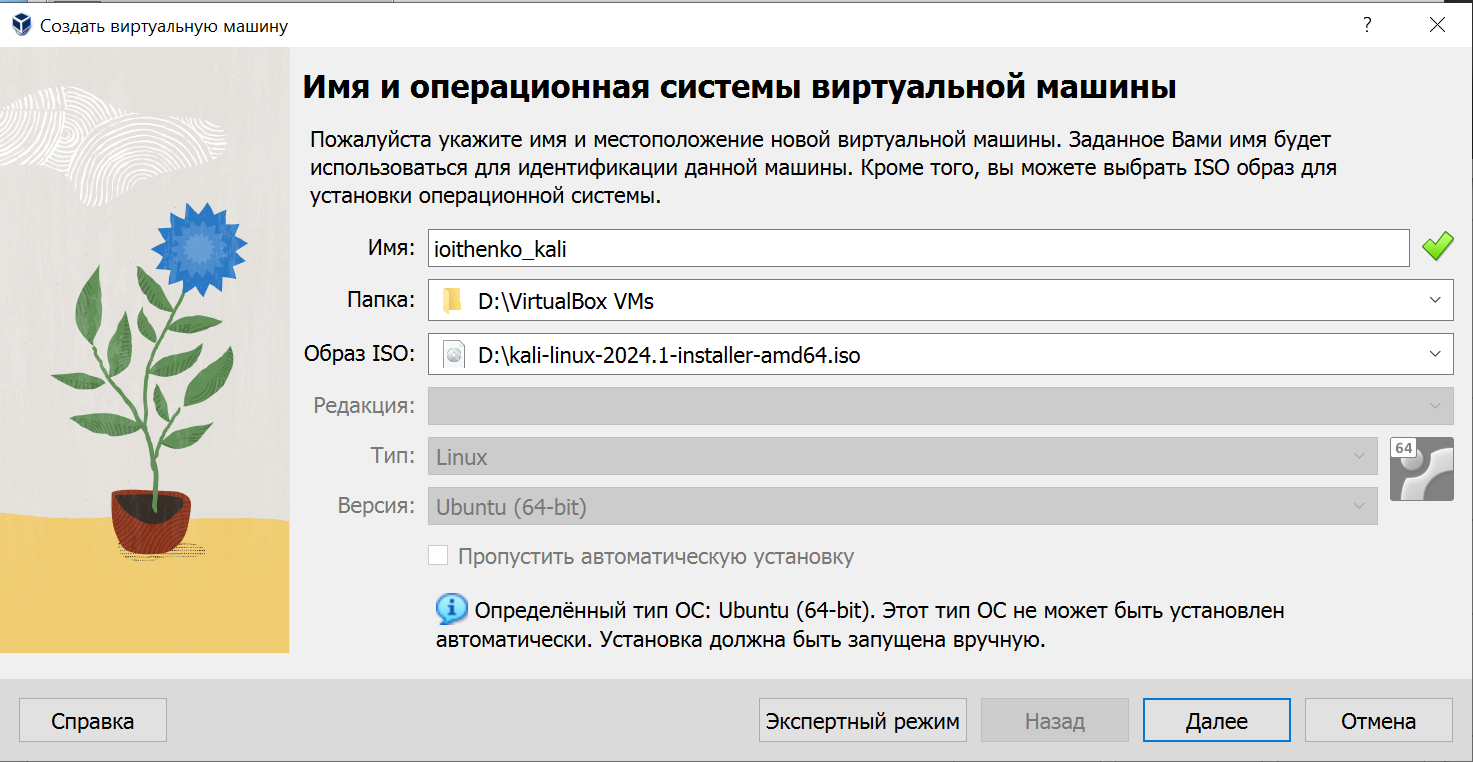 Создать виртуальную машину
?
Имя и операционная системы виртуальной машины
Пожалуйста укажите имя и местоположение новой виртуальной машины. Заданное Вами имя будет
использоваться для идентификации данной машины. Кроме того, вы можете выбрать ISO образ для
установки операционной системы.
Имя: ioithenko_kali
Папка: D:\VirtualBox VMs
Образ ISO: D:\kali-linux-2024.1-installer-amd64.iso
Редакция:
Тип: Linux
64
Версия: Ubuntu (64-bit)
Пропустить автоматическую установку
Определённый тип ОС: Ubuntu (64-bit). Этот тип ОС не может быть установлен
автоматически. Установка должна быть запущена вручную.
Справка Экспертный режим Назад Далее Отмена